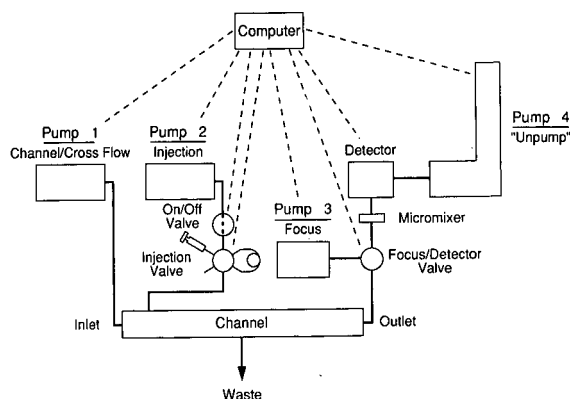 Computer
Pump 1
Channel/Cross Flow
Pump 2
Injection
Pump 4
"Unpump"
Detector
On/Off
Valve
Pump 3
Focus
Micromixer
Injection
Valve
Focus/Detector
Valve
Inlet
Channel
Outlet
Waste